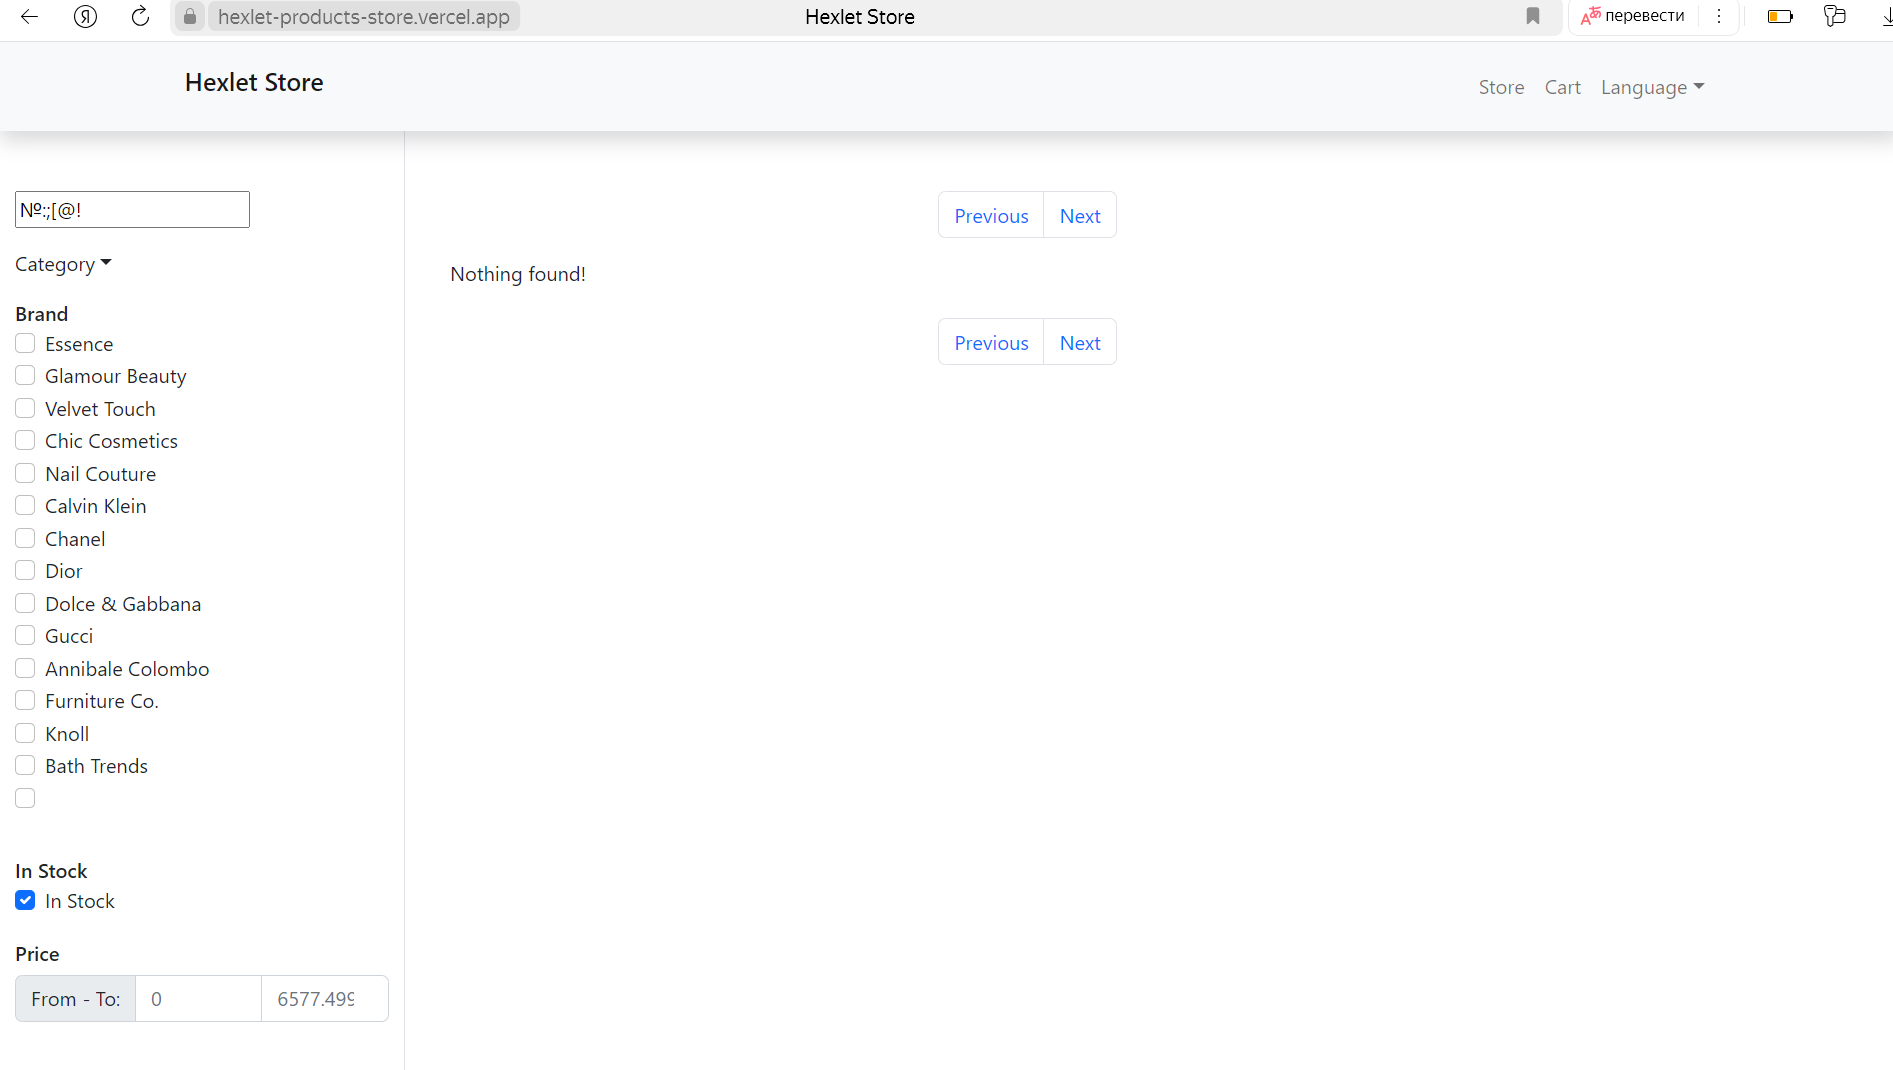 hexlet-products-store.vercel.app
Hexlet Store
перевести
Hexlet Store
Store
Cart
Language
№:;[@!
Category
Brand
Essence
Glamour Beauty
Velvet Touch
Chic Cosmetics
Nail Couture
Calvin Klein
Chanel
Dior
Dolce & Gabbana
Gucci
Annibale Colombo
Furniture Co.
Knoll
Bath Trends
In Stock
In Stock
Price
From - To:
0
6577.499
Previous
Next
Nothing found!
Previous
Next